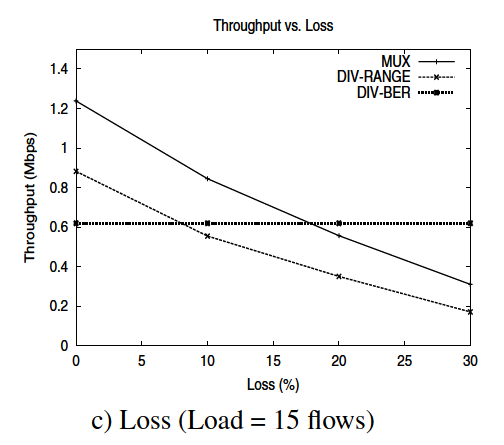 Throughput vs. Loss
MUX
DIV-RANGE
DIV-BER
Throughput (Mbps)
1.4
1.2
1
0.8
0.6
0.4
0.2
0
0 5 10 15 20 25 30
Loss (%)
c) Loss (Load = 15 flows)